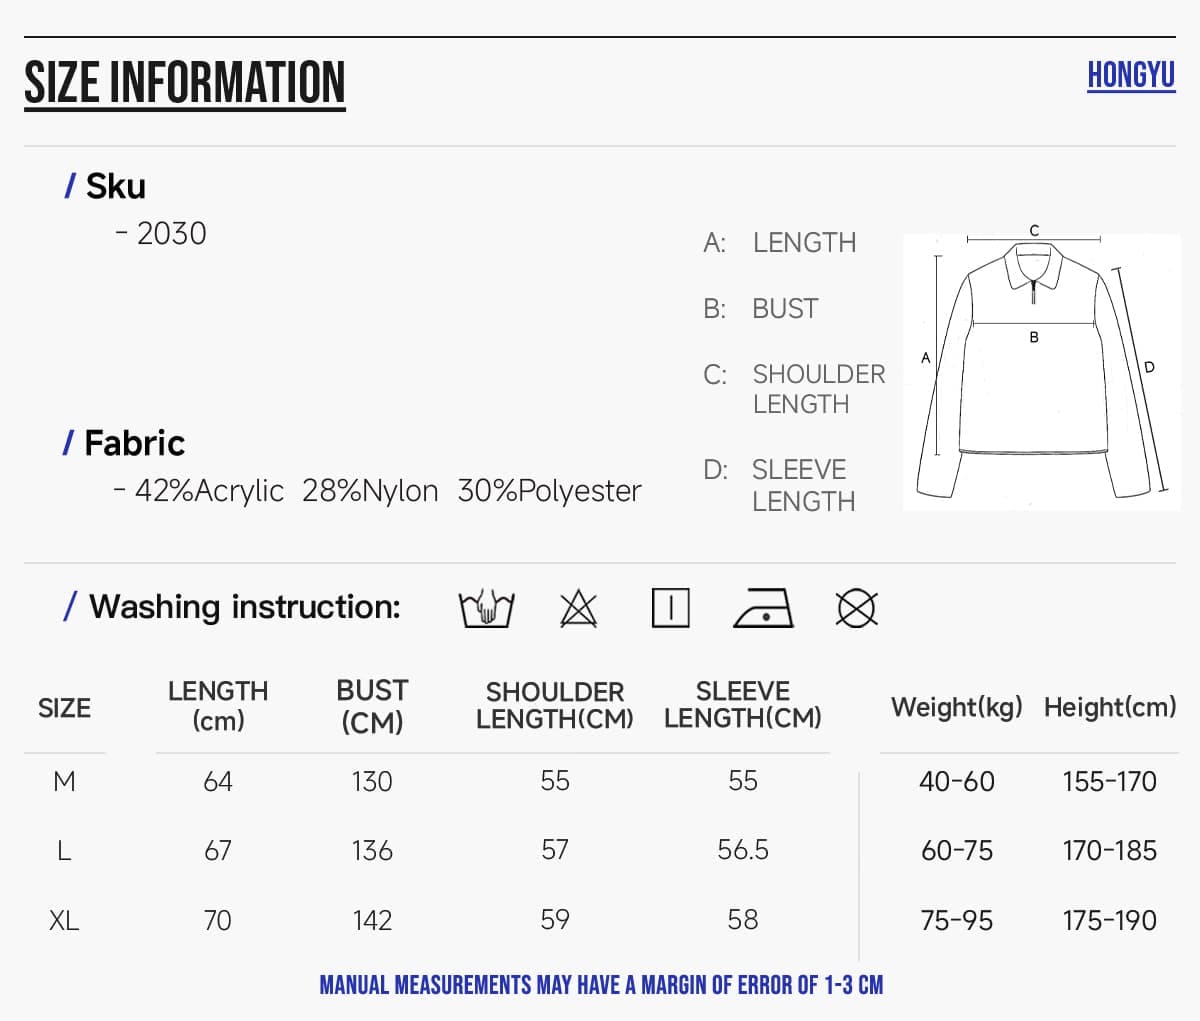 SIZE INFORMATION
HONGYU
/ Sku
- 2030
/ Fabric
- 42%Acrylic 28%Nylon 30%Polyester
A: LENGTH
B: BUST
C: SHOULDER
LENGTH
D: SLEEVE
LENGTH
C
A
B
D
/ Washing instruction:
SIZE
LENGTH
(cm)
BUST
(CM)
SHOULDER
LENGTH(CM)
SLEEVE
LENGTH(CM)
Weight(kg)
Height(cm)
M 64 130 55 55 40-60 155-170
L 67 136 57 56.5 60-75 170-185
XL 70 142 59 58 75-95 175-190
MANUAL MEASUREMENTS MAY HAVE A MARGIN OF ERROR OF 1-3 CM